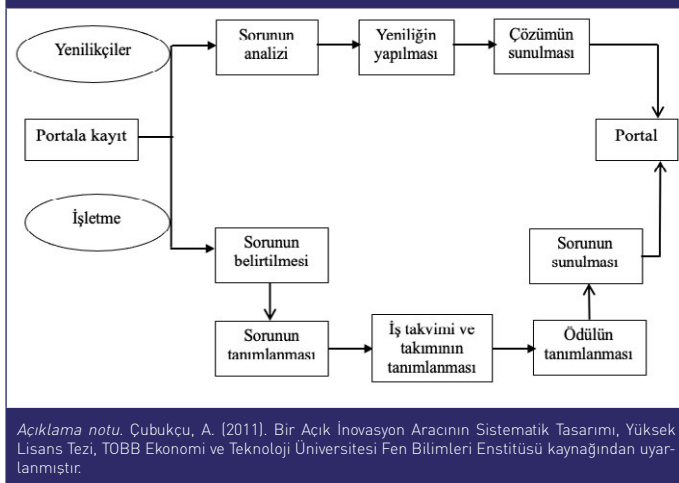 Yenilikçiler
Sorunun
analizi
Yeniliğin
yapılması
Çözümün
sunulması
Portala kayıt
Portal
İşletme
Sorunun
belirtilmesi
Sorunun
sunulması
Sorunun
tanımlanması
İş takvimi ve
takımının
tanımlanması
Ödülün
tanımlanması
Açıklama notu. Çubukçu, A. (2011). Bir Açık İnovasyon Aracının Sistematik Tasarımı, Yüksek
Lisans Tezi, TOBB Ekonomi ve Teknoloji Üniversitesi Fen Bilimleri Enstitüsü kaynağından uyar-
lanmıştır.